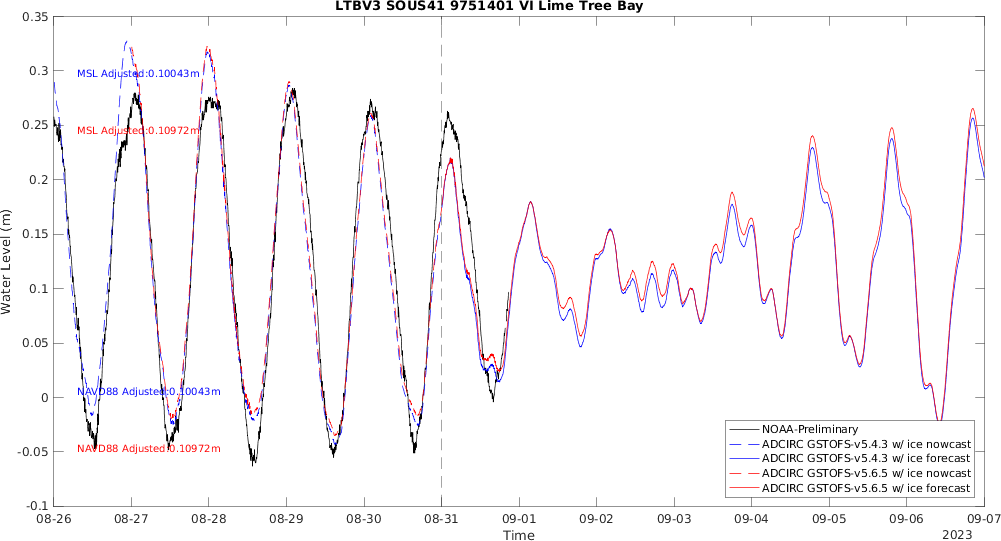 LTBV3 SOUS41 9751401 VI Lime Tree Bay
0.35
0.3
0.25
0.2
0.15
0.1
0.05
0
-0.05
-0.1
Water Level (m)
MSL Adjusted:0.10043m
MSL Adjusted:0.10972m
NAVD88 Adjusted:0.10043m
NAVD88 Adjusted:0.10972m
NOAA-Preliminary
ADCIRC GSTOFS-v5.4.3 w/ ice nowcast
ADCIRC GSTOFS-v5.4.3 w/ ice forecast
ADCIRC GSTOFS-v5.6.5 w/ ice nowcast
ADCIRC GSTOFS-v5.6.5 w/ ice forecast
08-26 08-27 08-28 08-29 08-30 08-31 09-01 09-02 09-03 09-04 09-05 09-06 09-07
Time
2023